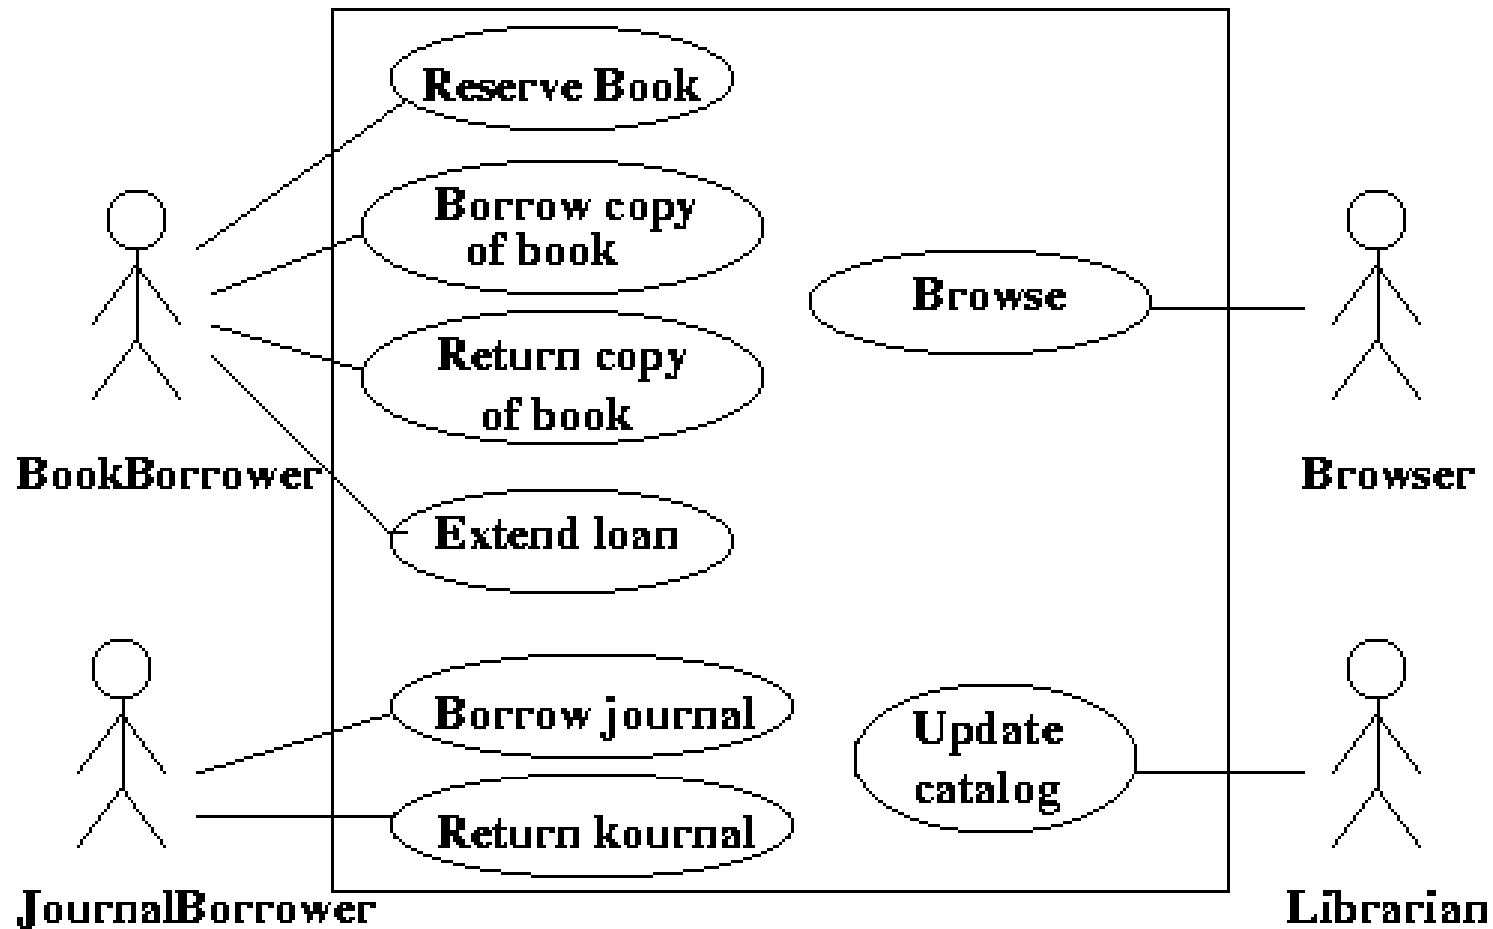 Reserve Book
Borrow copy
of book
Return copy
of book
Browse
BookBorrower
Browser
Extend loan
Borrow journal
Update
catalog
Return kournal
JournalBorrower
Librarian